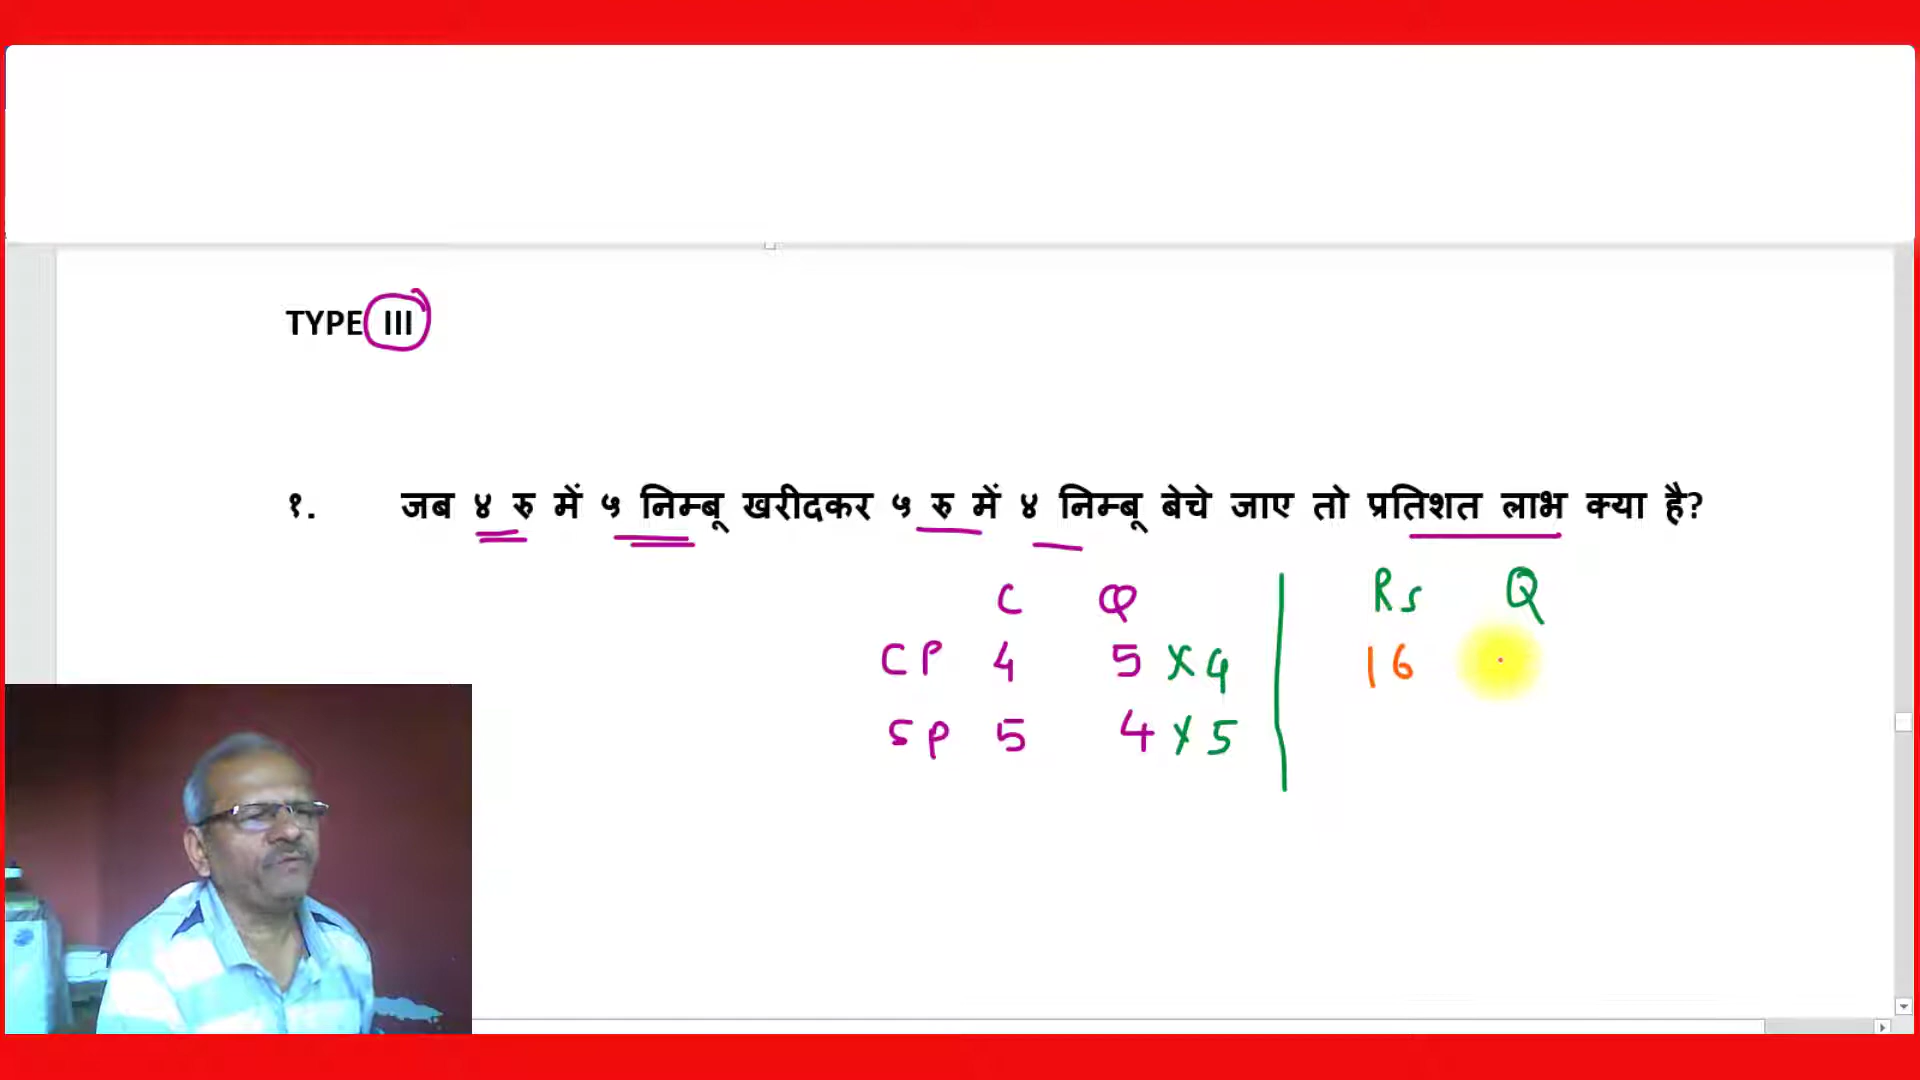 TYPE III
१. जब ४ रु में ५ निम्बू खरीदकर ५ रु में ४ निम्बू बेचे जाए तो प्रतिशत लाभ क्या है?
C Q Rs Q
CP 4 5 x 4 16
SP 5 4 x 5